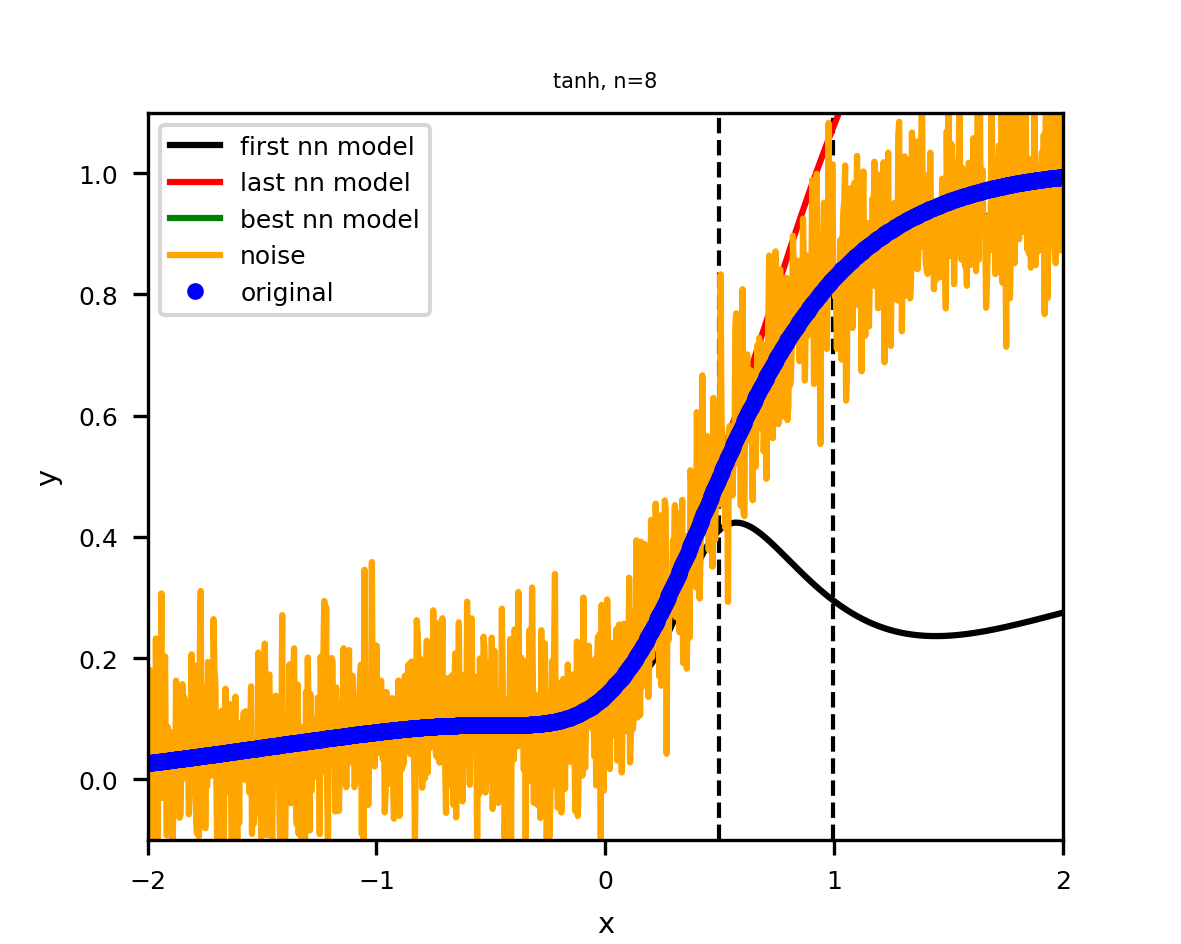 tanh, n=8
first nn model
last nn model
best nn model
noise
original
1.0
0.8
0.6
0.4
0.2
0.0
y
−2
−1
0
1
2
x